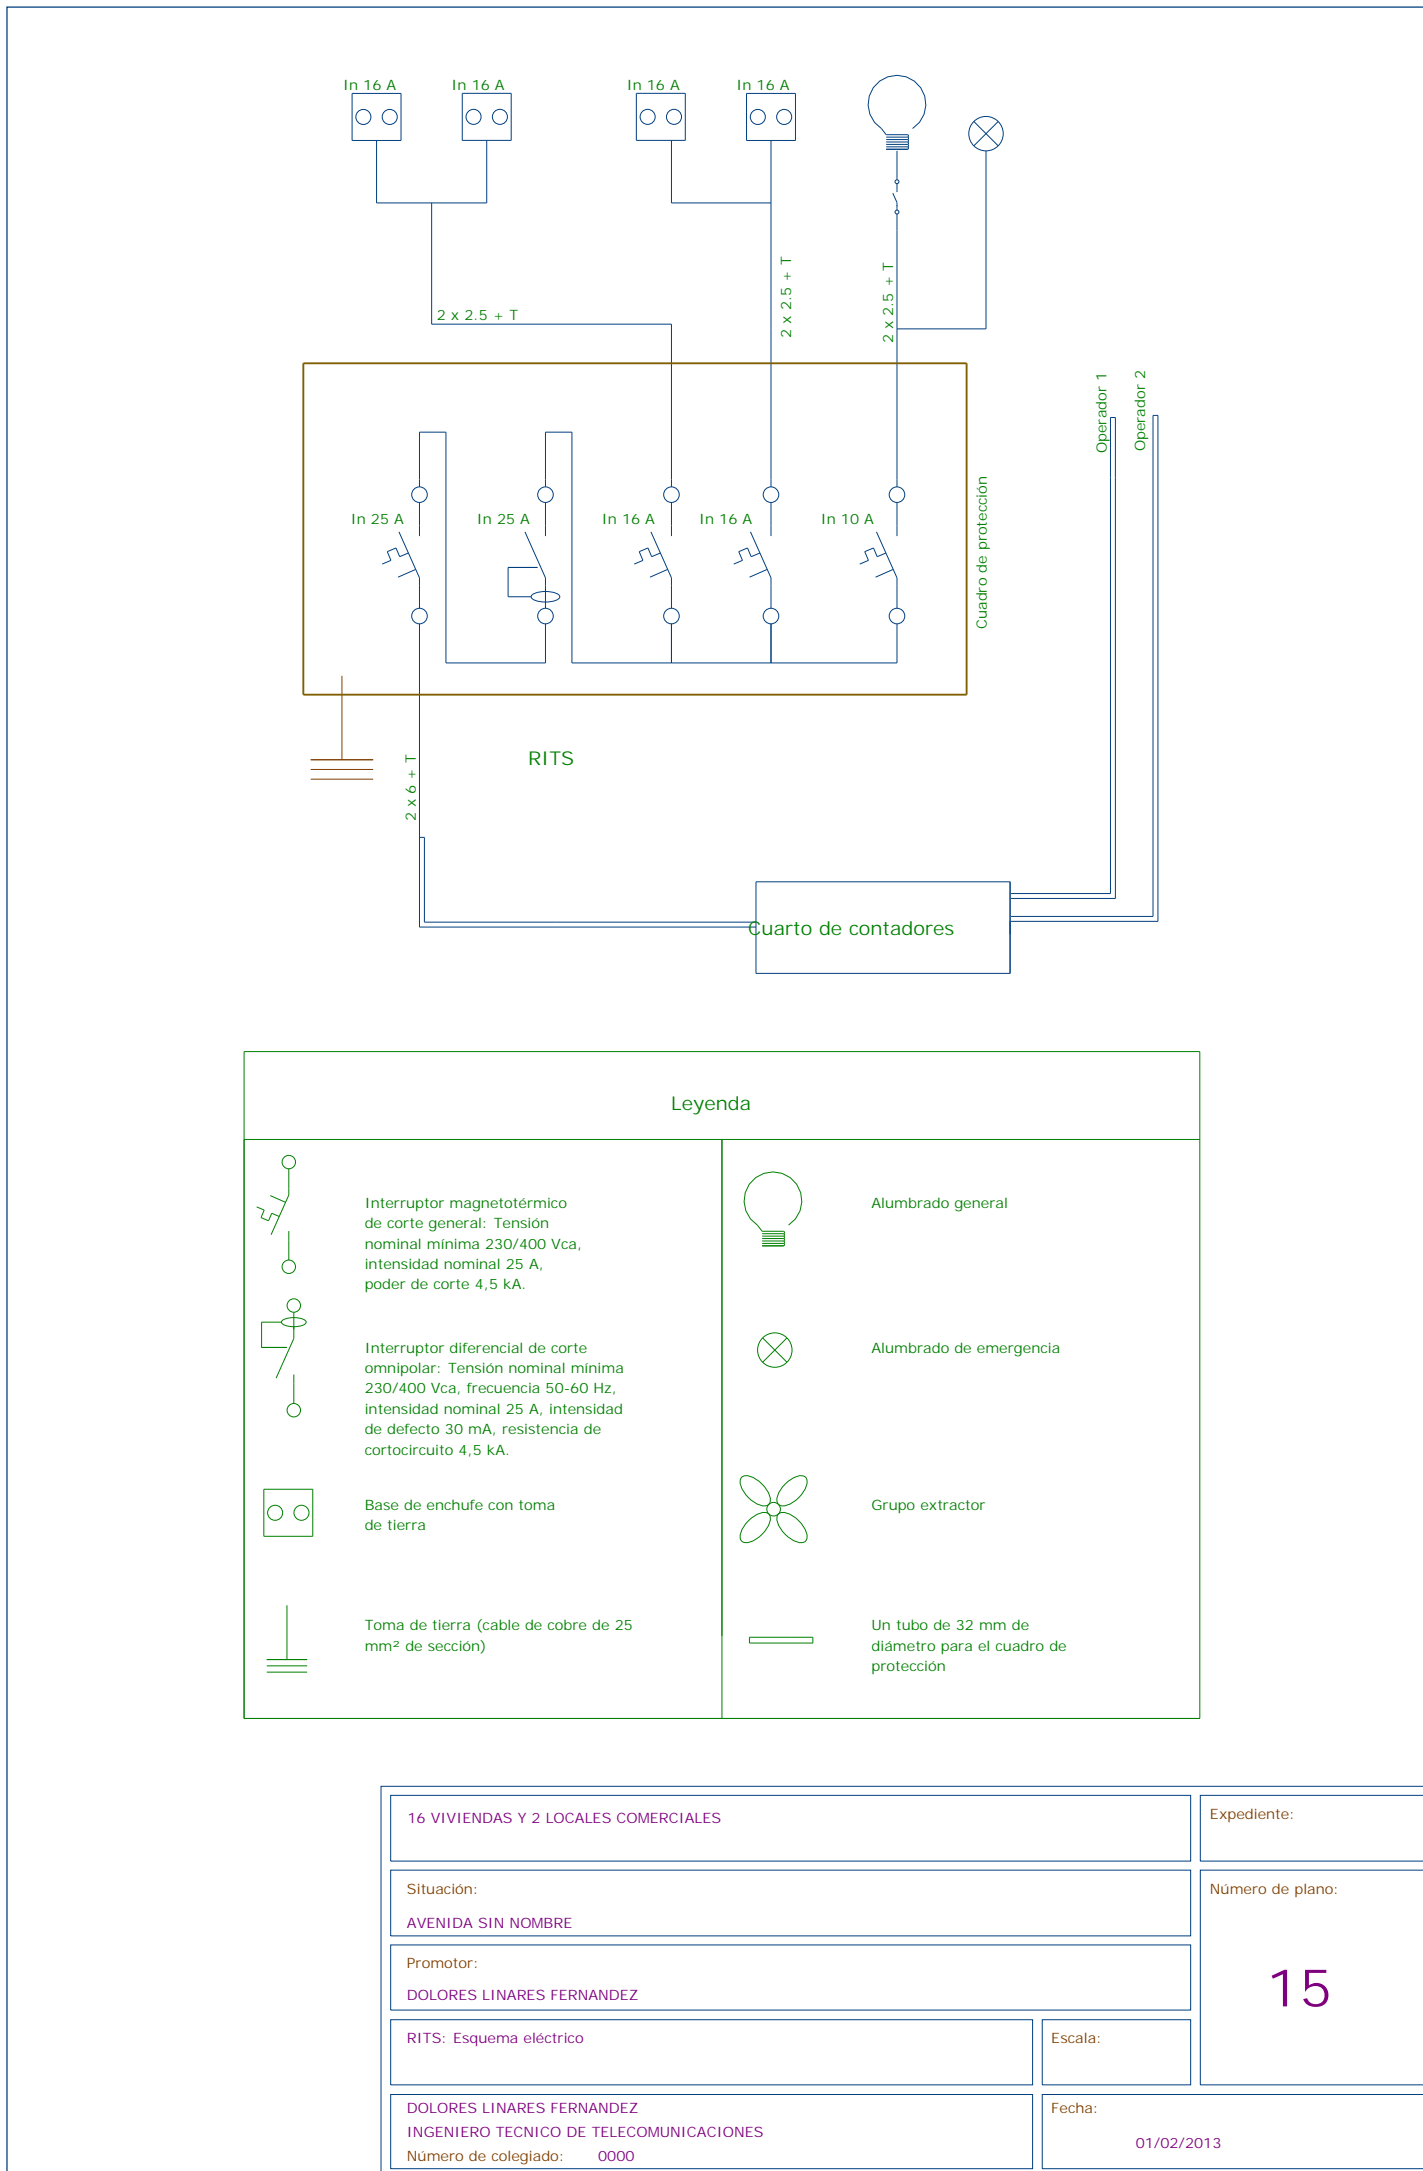 In 16 A
In 16 A
In 16 A
In 16 A
2 x 2.5 + T
2 x 2.5 + T
2 x 2.5 + T
Operador 1
Operador 2
In 25 A
In 25 A
In 16 A
In 16 A
In 10 A
Cuadro de protección
RITS
2 x 6 + T
Cuarto de contadores
Leyenda
Interruptor magnetotérmico
de corte general: Tensión
nominal mínima 230/400 Vca,
intensidad nominal 25 A,
poder de corte 4,5 kA.
Alumbrado general
Interruptor diferencial de corte
omnipolar: Tensión nominal mínima
230/400 Vca, frecuencia 50-60 Hz,
intensidad nominal 25 A, intensidad
de defecto 30 mA, resistencia de
cortocircuito 4,5 kA.
Alumbrado de emergencia
Base de enchufe con toma
de tierra
Grupo extractor
Toma de tierra (cable de cobre de 25
mm² de sección)
Un tubo de 32 mm de
diámetro para el cuadro de
protección
16 VIVIENDAS Y 2 LOCALES COMERCIALES
Expediente:
Situación:
AVENIDA SIN NOMBRE
Número de plano:
15
Promotor:
DOLORES LINARES FERNANDEZ
RITS: Esquema eléctrico
Escala:
DOLORES LINARES FERNANDEZ
INGENIERO TECNICO DE TELECOMUNICACIONES
Número de colegiado: 0000
Fecha:
01/02/2013